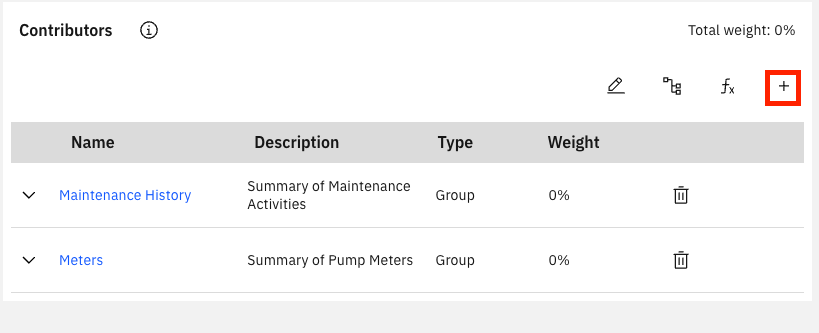 Contributors
Total weight: 0%
fx
Name Description Type Weight
Maintenance History Summary of Maintenance Activities Group 0%
Meters Summary of Pump Meters Group 0%